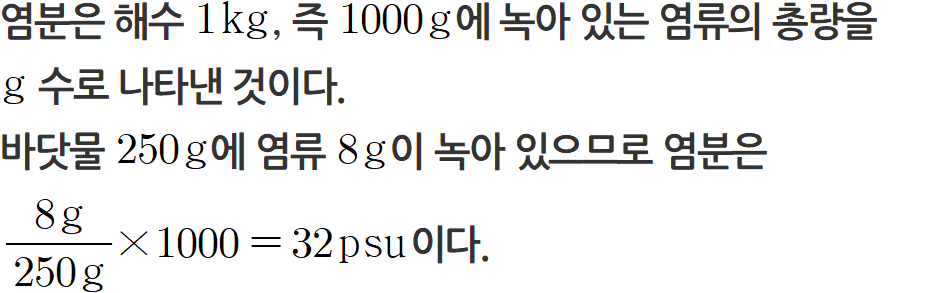 염분은 해수 1kg, 즉 1000g에 녹아 있는 염류의 총량을
g 수로 나타낸 것이다.
바닷물 250g에 염류 8g이 녹아 있으므로 염분은
8g/250g×1000=32psu이다.